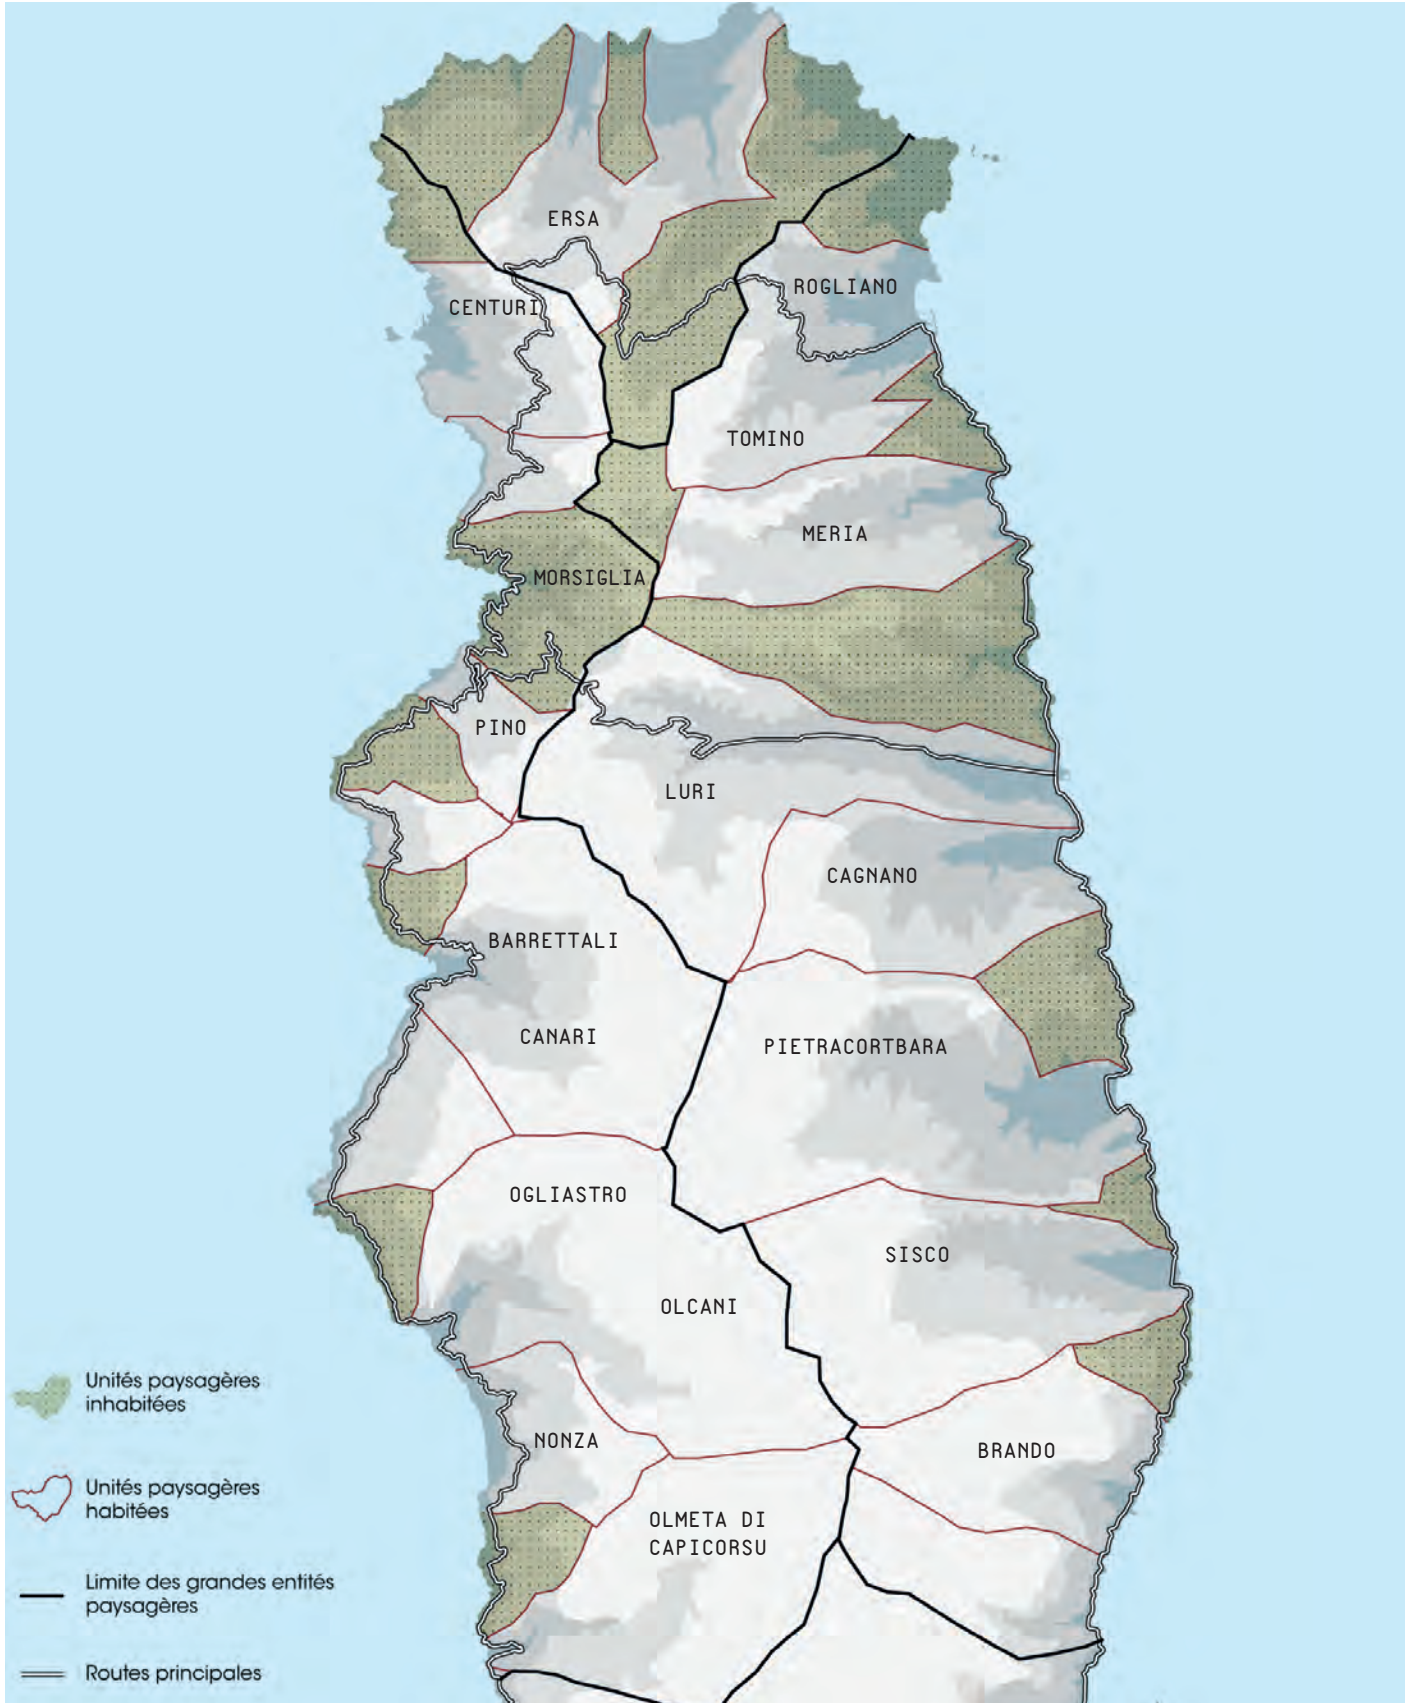 ERSA
ROGLIANO
CENTURI
TOMINO
MERIA
MORSIGLIA
PINO
LURI
CAGNANO
BARRETTALI
CANARI
PIETRACORTBARA
OGLIASTRO
SISCO
OLCANI
NONZA
BRANDO
OLMETA DI
CAPICORSU
Unités paysagères
inhabitées
Unités paysagères
habitées
Limite des grandes entités
paysagères
Routes principales